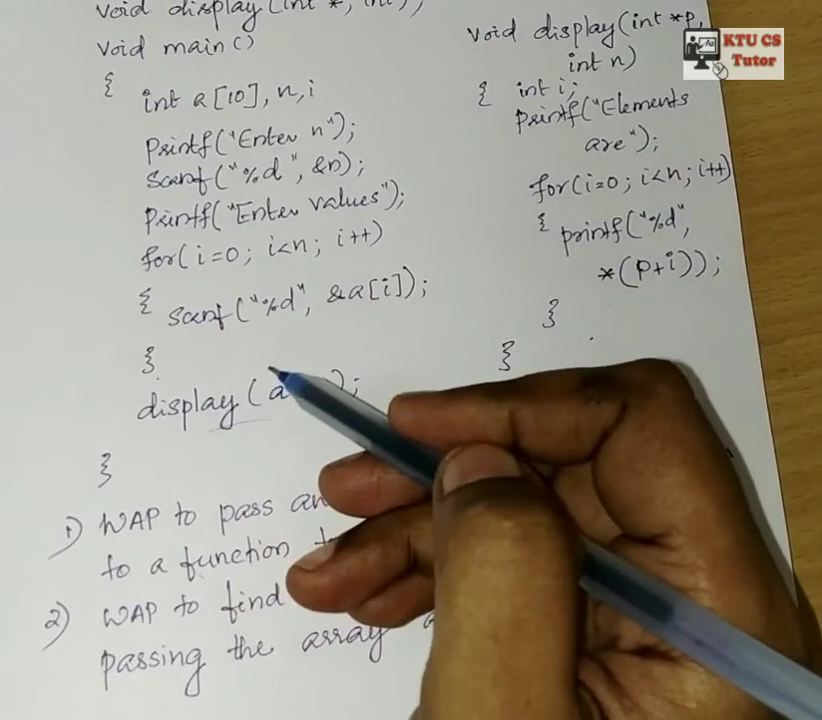 void display(int *, int);
void main()
{
int a[10], n, i
Printf("Enter n");
Scanf("%d", &n);
Printf("Enter values");
for(i=0; i<n; i++)
{ Scanf("%d", &a[i]);
}
display(a );
}
1) WAP to pass an
to a function
2) WAP to find
passing the array
void display(int *p,
int n)
{ int i;
Printf("Elements
are");
for(i=0; i<n; i++)
{ printf("%d",
*(p+i));
}
}
KTU CS
Tutor